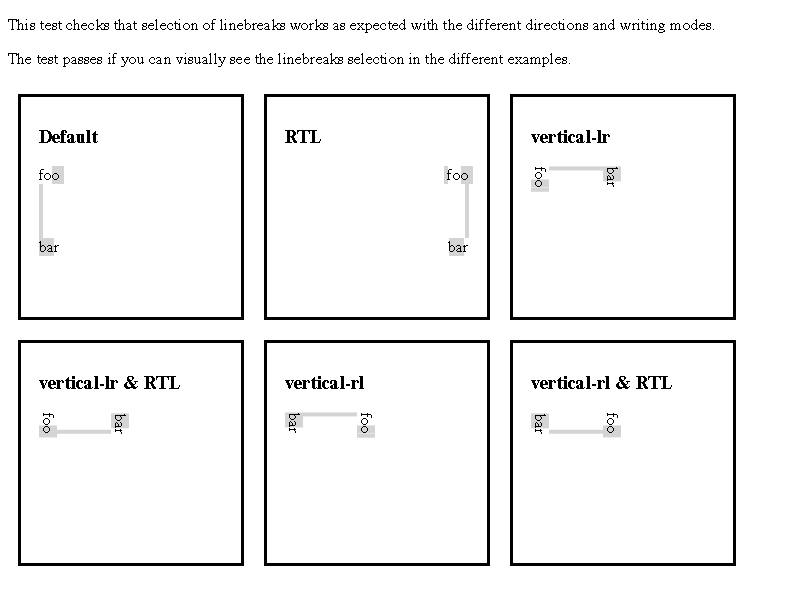 This test checks that selection of linebreaks works as expected with the different directions and writing modes.
The test passes if you can visually see the linebreaks selection in the different examples.
Default
foo
bar
RTL
foo
bar
vertical-lr
foo
bar
vertical-lr & RTL
foo
bar
vertical-rl
foo
bar
vertical-rl & RTL
foo
bar